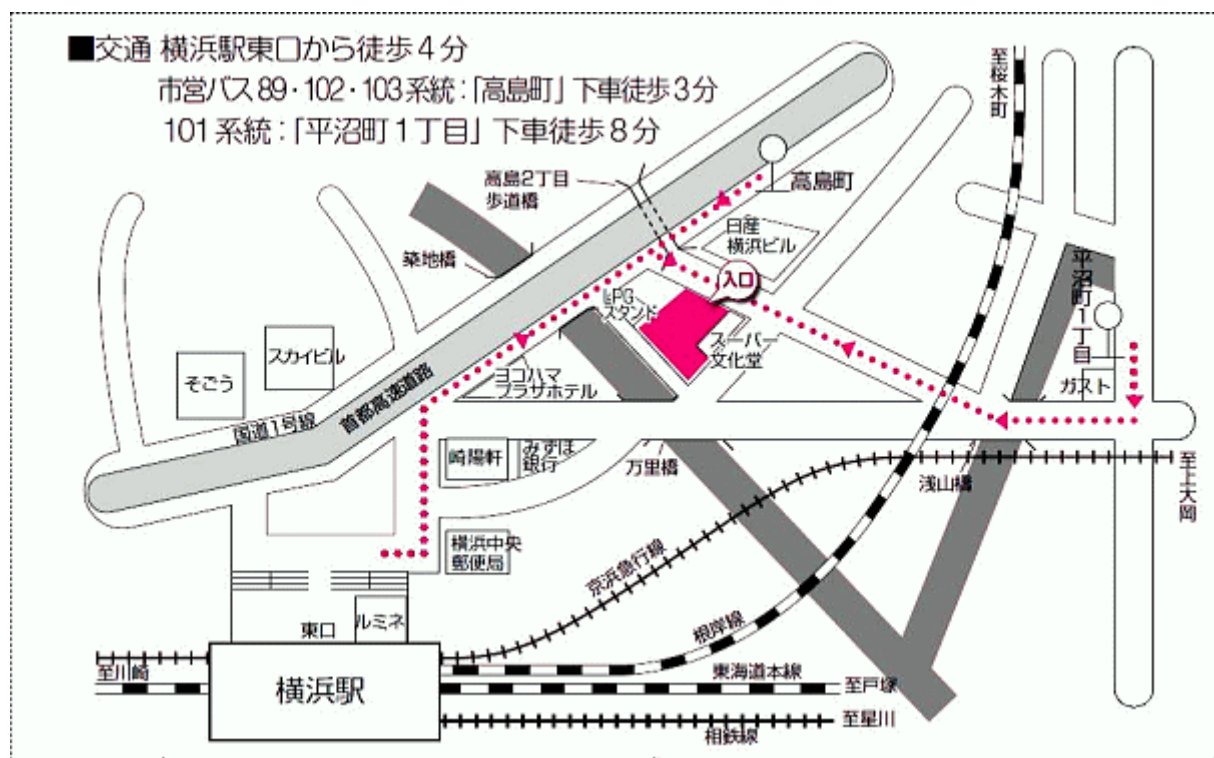 ■交通 横浜駅東口から徒歩4分
市営バス89・102・103系統:「高島町」下車徒歩3分
101系統:「平沼町1丁目」下車徒歩8分
至桜木町
高島2丁目
歩道橋
高島町
日産
横浜ビル
築地橋
入口
平沼町1丁目
LPG
スタンド
スーパー
文化堂
スカイビル
そごう
ヨコハマ
プラザホテル
ガスト
首都高速道路
国道1号線
崎陽軒
みずほ
銀行
万里橋
浅山橋
至上大岡
横浜中央
郵便局
京浜急行線
根岸線
東口
ルミネ
至川崎
横浜駅
東海道本線
至戸塚
相鉄線
至星川